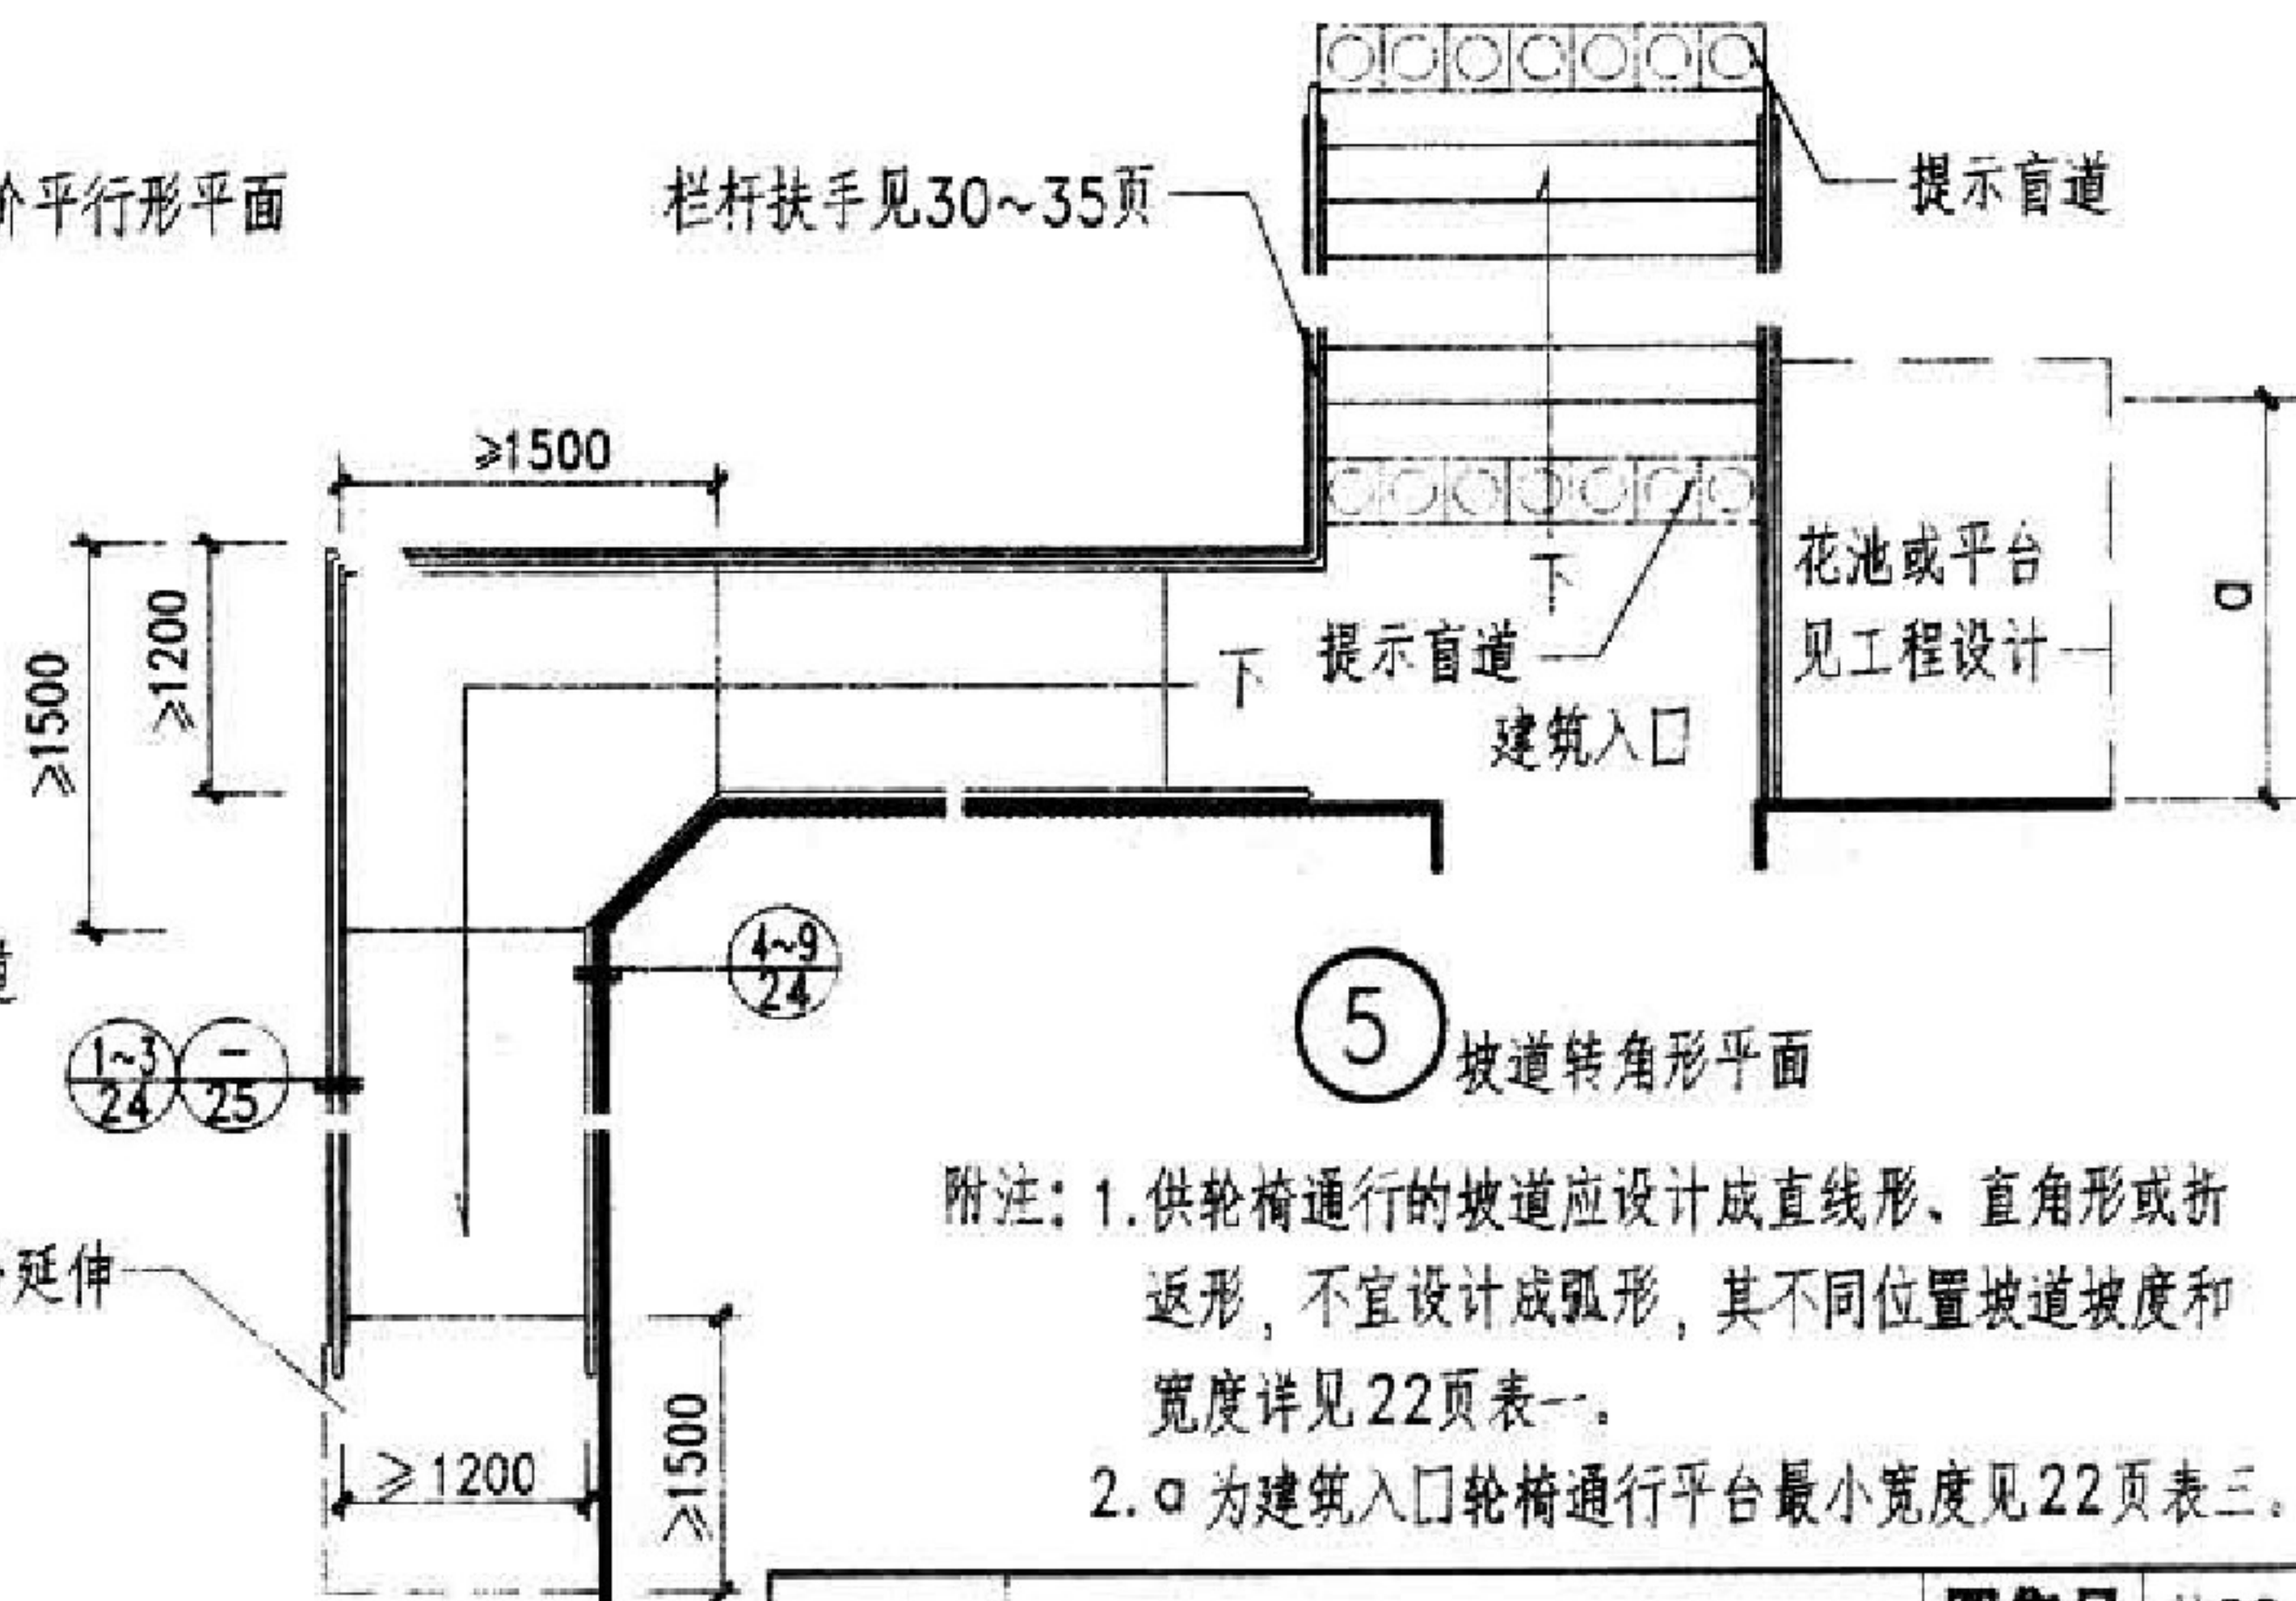 平行形平面
栏杆扶手见30~35页
提示盲道
≥1500
≥1500
≥1200
下
下
提示盲道
建筑入口
花池或平台
见工程设计
a
4~9
24
1~3
24
—
25
5
坡道转角形平面
延伸
≥1200
≥1500
附注：1.供轮椅通行的坡道应设计成直线形、直角形或折
返形，不宜设计成弧形，其不同位置坡道坡度和
宽度详见22页表一。
2.a为建筑入口轮椅通行平台最小宽度见22页表三。